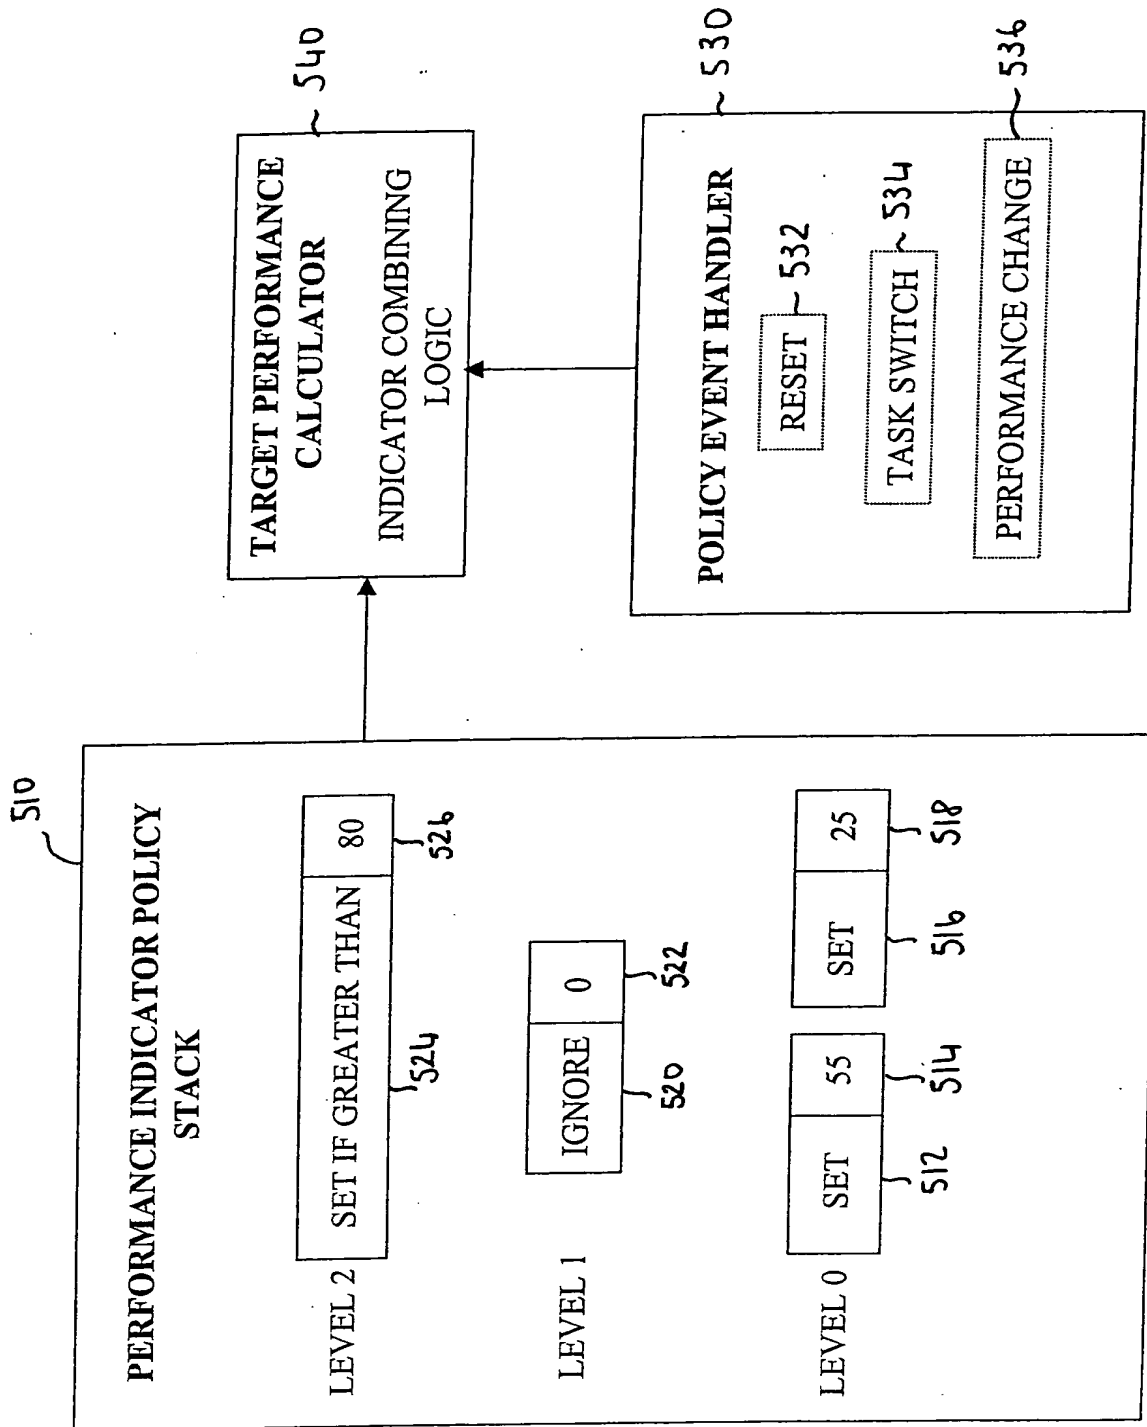 510
PERFORMANCE INDICATOR POLICY
STACK
LEVEL 2
SET IF GREATER THAN
80
524
526
LEVEL 1
IGNORE
0
520
522
LEVEL 0
SET
55
SET
25
512
514
516
518
TARGET PERFORMANCE
CALCULATOR
INDICATOR COMBINING
LOGIC
540
POLICY EVENT HANDLER
530
RESET
532
TASK SWITCH
534
PERFORMANCE CHANGE
536